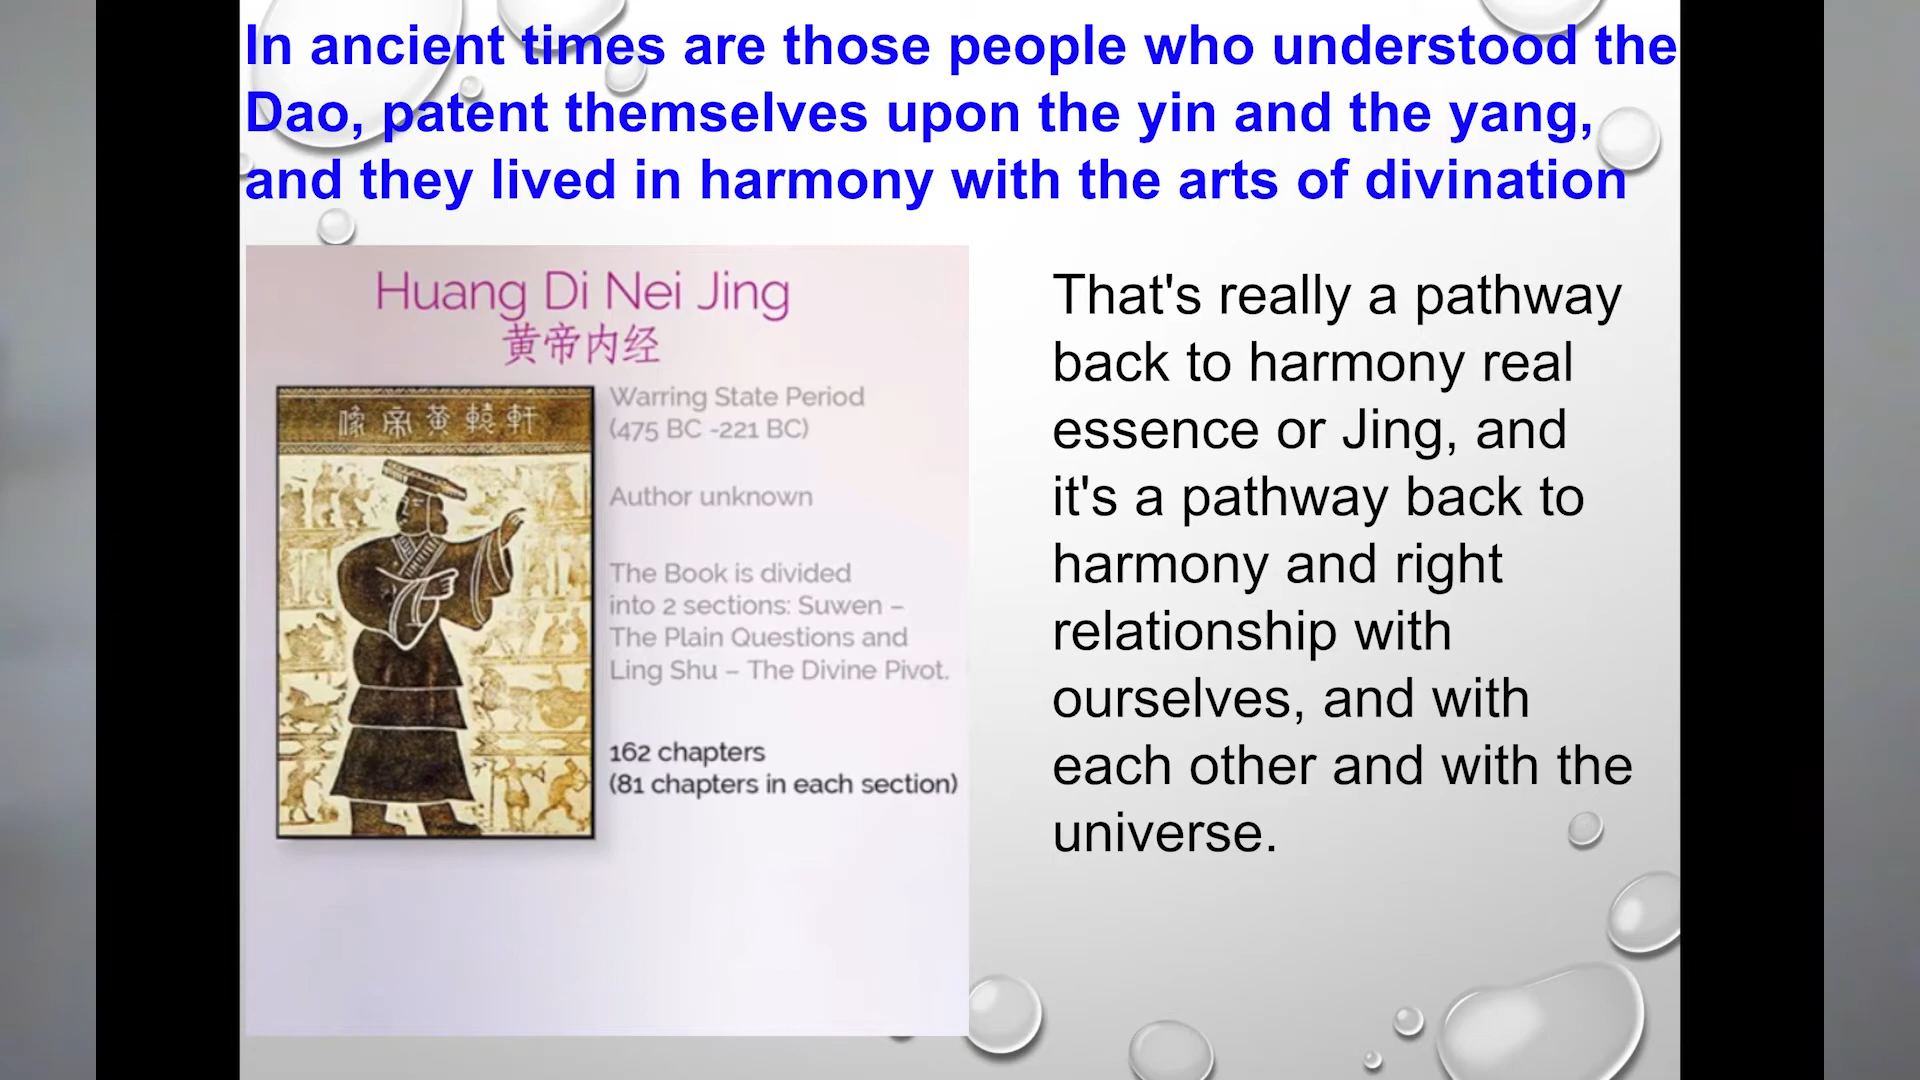 In ancient times are those people who understood the
Dao, patent themselves upon the yin and the yang,
and they lived in harmony with the arts of divination
Huang Di Nei Jing
黄帝内经
像帝黄轅軒
Warring State Period
(475 BC -221 BC)
Author unknown
The Book is divided
into 2 sections: Suwen –
The Plain Questions and
Ling Shu – The Divine Pivot.
162 chapters
(81 chapters in each section)
That's really a pathway
back to harmony real
essence or Jing, and
it's a pathway back to
harmony and right
relationship with
ourselves, and with
each other and with the
universe.